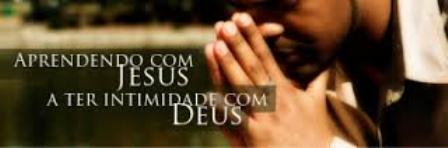 APRENDENDO COM
JESUS
A TER INTIMIDADE COM
DEUS